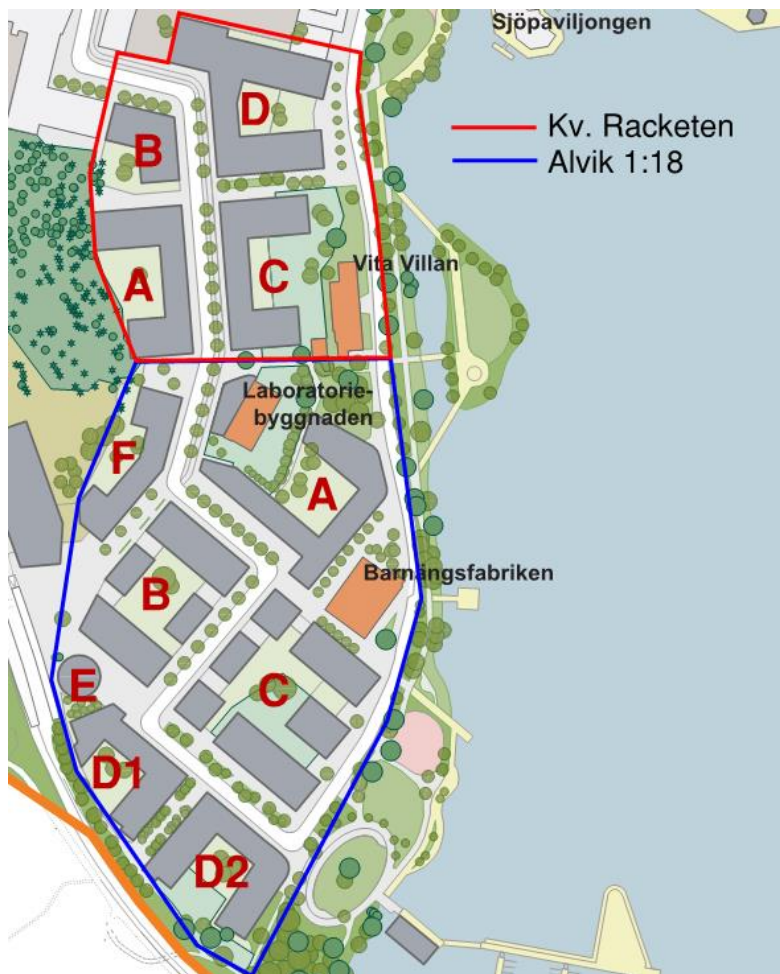 Sjöpaviljongen
Kv. Racketen
Alvik 1:18
D
B
Vita Villan
A
C
Laboratorie-
byggnaden
F
A
Barnängsfabriken
B
E
C
D1
D2